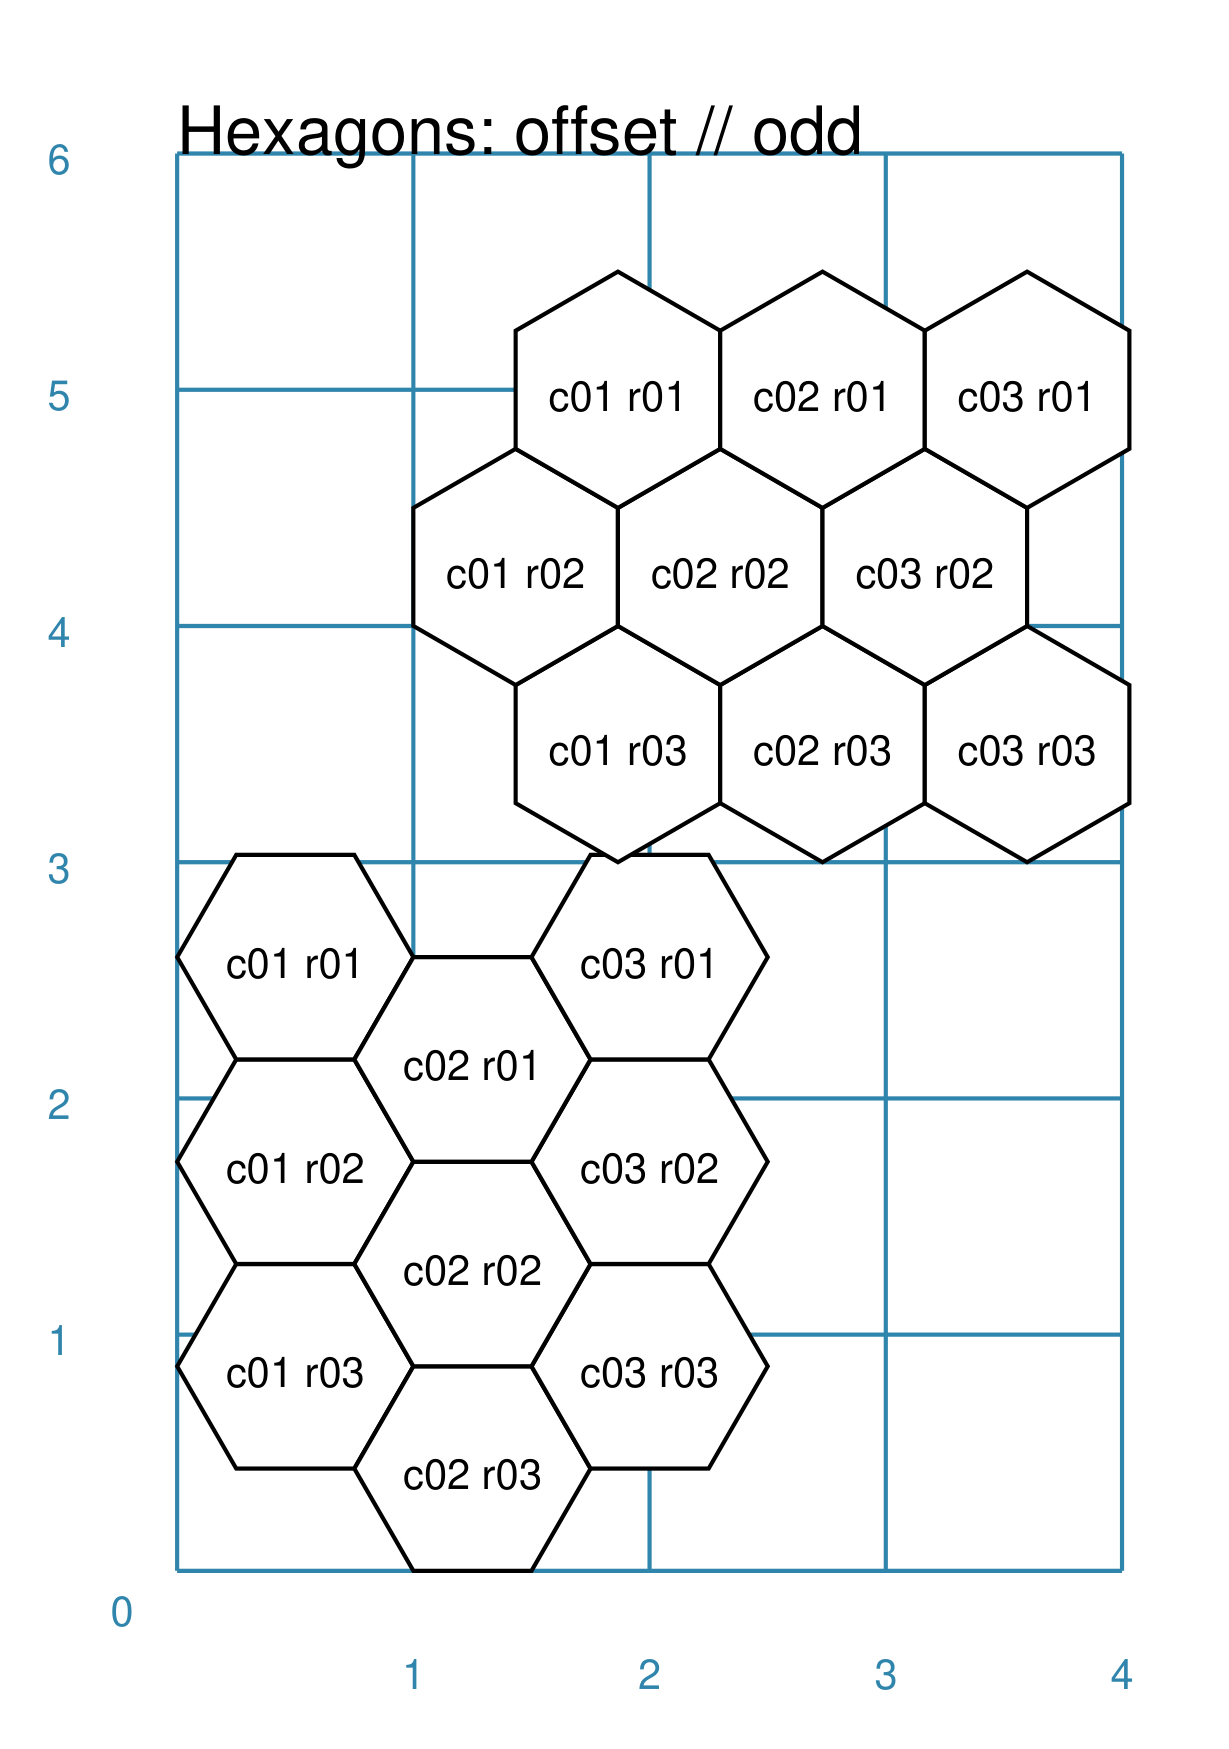 Hexagons: offset // odd
6
c01 r01 c02 r01 c03 r01
5
c01 r02 c02 r02 c03 r02
4
c01 r03 c02 r03 c03 r03
3
c01 r01 c03 r01
c02 r01
2
c01 r02 c03 r02
c02 r02
1
c01 r03 c03 r03
c02 r03
0
1 2 3 4